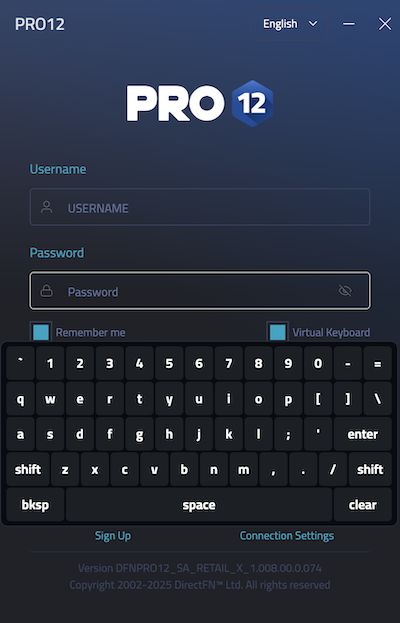 PRO12 English
PRO 12
Username
USERNAME
Password
Password
Remember me Virtual Keyboard
` 1 2 3 4 5 6 7 8 9 0 - =
q w e r t y u i o p [ ] \
a s d f g h j k l ; ' enter
shift z x c v b n m , . / shift
bksp space clear
Sign Up Connection Settings
Version DFNPRO12_SA_RETAIL_X_1.008.00.0.074
Copyright 2002-2025 DirectFN™ Ltd. All rights reserved